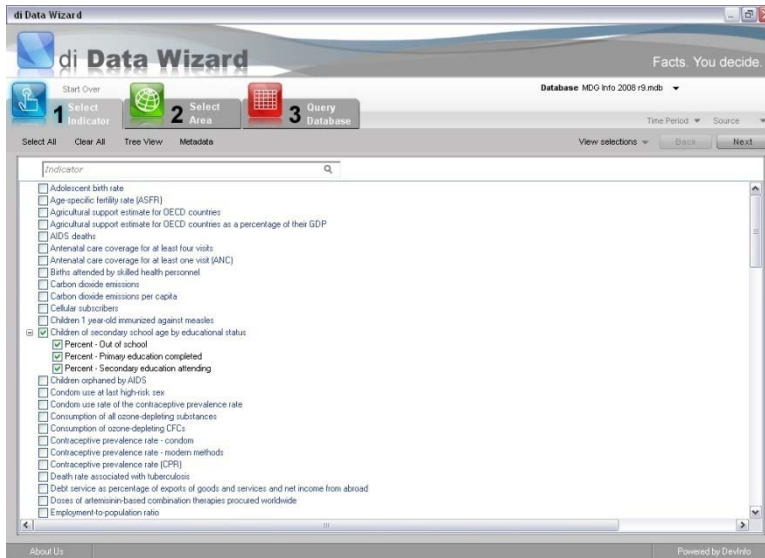 di Data Wizard
di Data Wizard
Facts. You decide.
Start Over
Database MDG Info 2008 r9.mdb
1 Select Indicator
2 Select Area
3 Query Database
Time Period Source
Select All Clear All Tree View Metadata View selections Back Next
Indicator
Adolescent birth rate
Age-specific fertility rate (ASFR)
Agricultural support estimate for OECD countries
Agricultural support estimate for OECD countries as a percentage of their GDP
AIDS deaths
Antenatal care coverage for at least four visits
Antenatal care coverage for at least one visit (ANC)
Births attended by skilled health personnel
Carbon dioxide emissions
Carbon dioxide emissions per capita
Cellular subscribers
Children 1 year-old immunized against measles
Children of secondary school age by educational status
Percent - Out of school
Percent - Primary education completed
Percent - Secondary education attending
Children orphaned by AIDS
Condom use at last high-risk sex
Condom use rate of the contraceptive prevalence rate
Consumption of all ozone-depleting substances
Consumption of ozone-depleting CFCs
Contraceptive prevalence rate - condom
Contraceptive prevalence rate - modern methods
Contraceptive prevalence rate (CPR)
Death rate associated with tuberculosis
Debt service as percentage of exports of goods and services and net income from abroad
Doses of artemisinin-based combination therapies procured worldwide
Employment-to-population ratio
About Us Powered by DevInfo